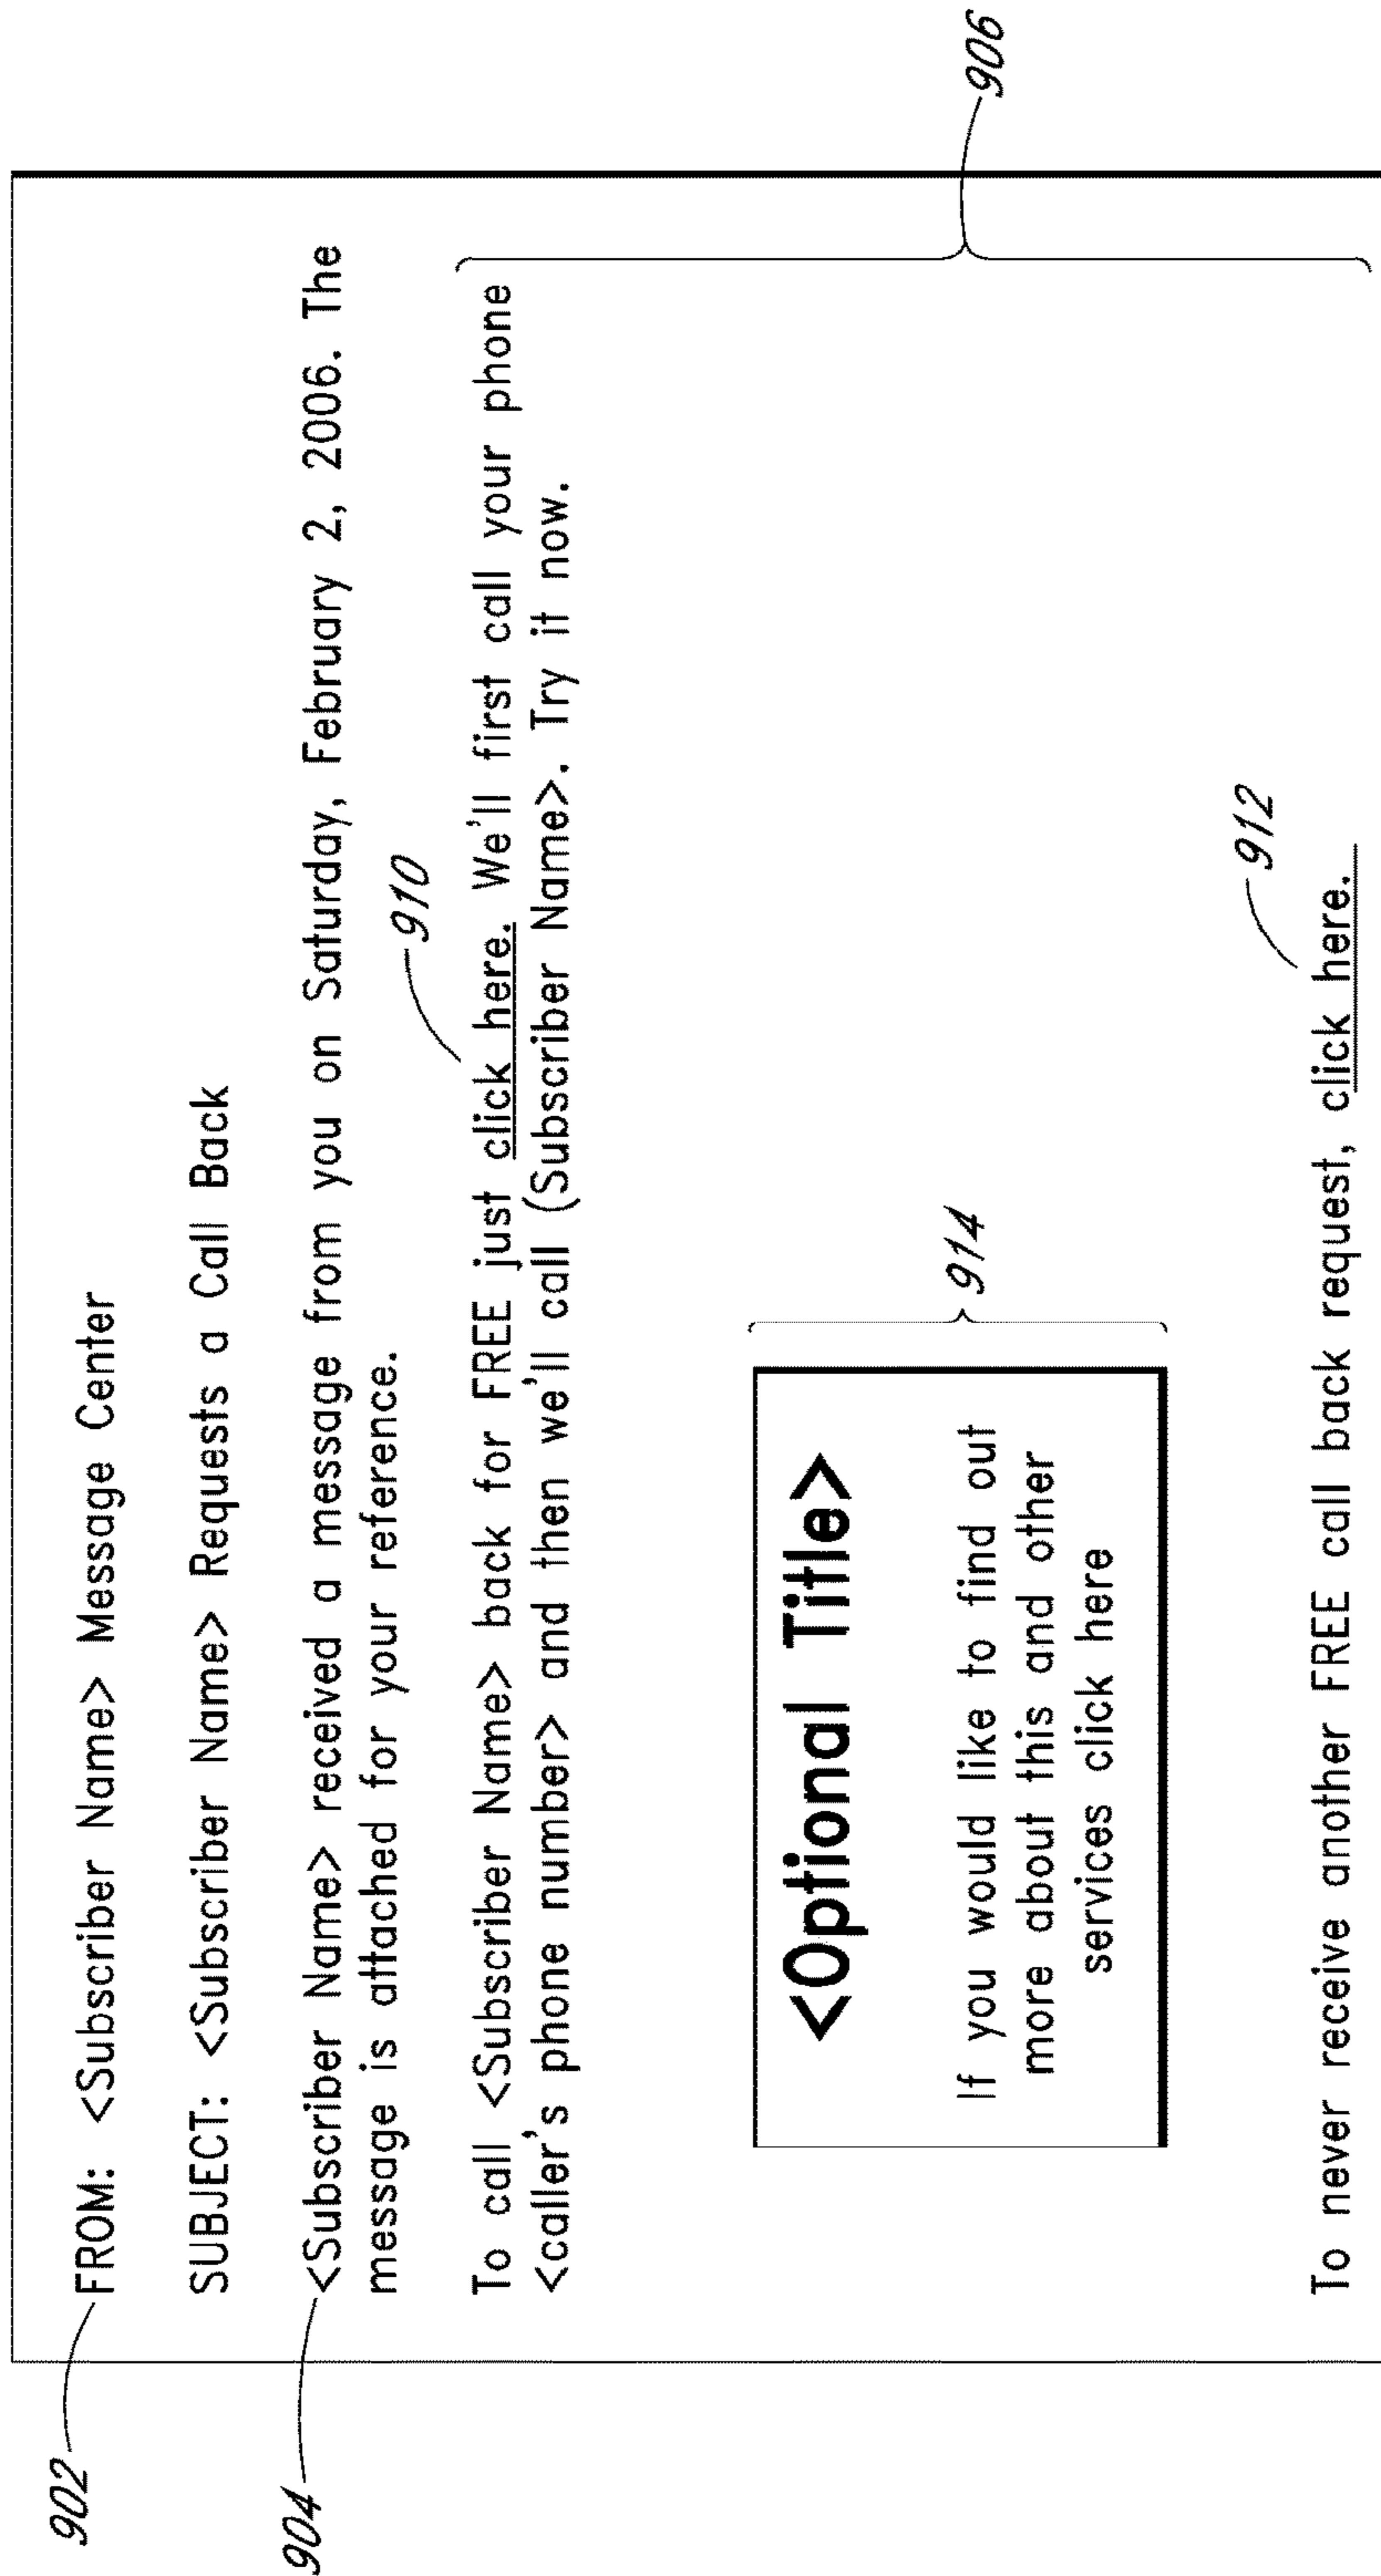 902
FROM: <Subscriber Name> Message Center
SUBJECT: <Subscriber Name> Requests a Call Back
904
<Subscriber Name> received a message from you on Saturday, February 2, 2006. The
message is attached for your reference.
910
To call <Subscriber Name> back for FREE just click here. We'll first call your phone
<caller's phone number> and then we'll call (Subscriber Name>. Try it now.
906
<Optional Title>
If you would like to find out
more about this and other
services click here
914
912
To never receive another FREE call back request, click here.